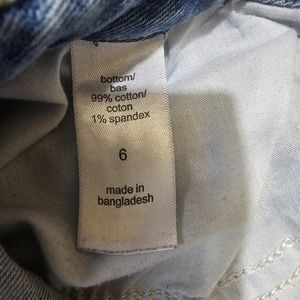 bottom/
bas
99% cotton/
coton
1% spandex
6
made in
bangladesh